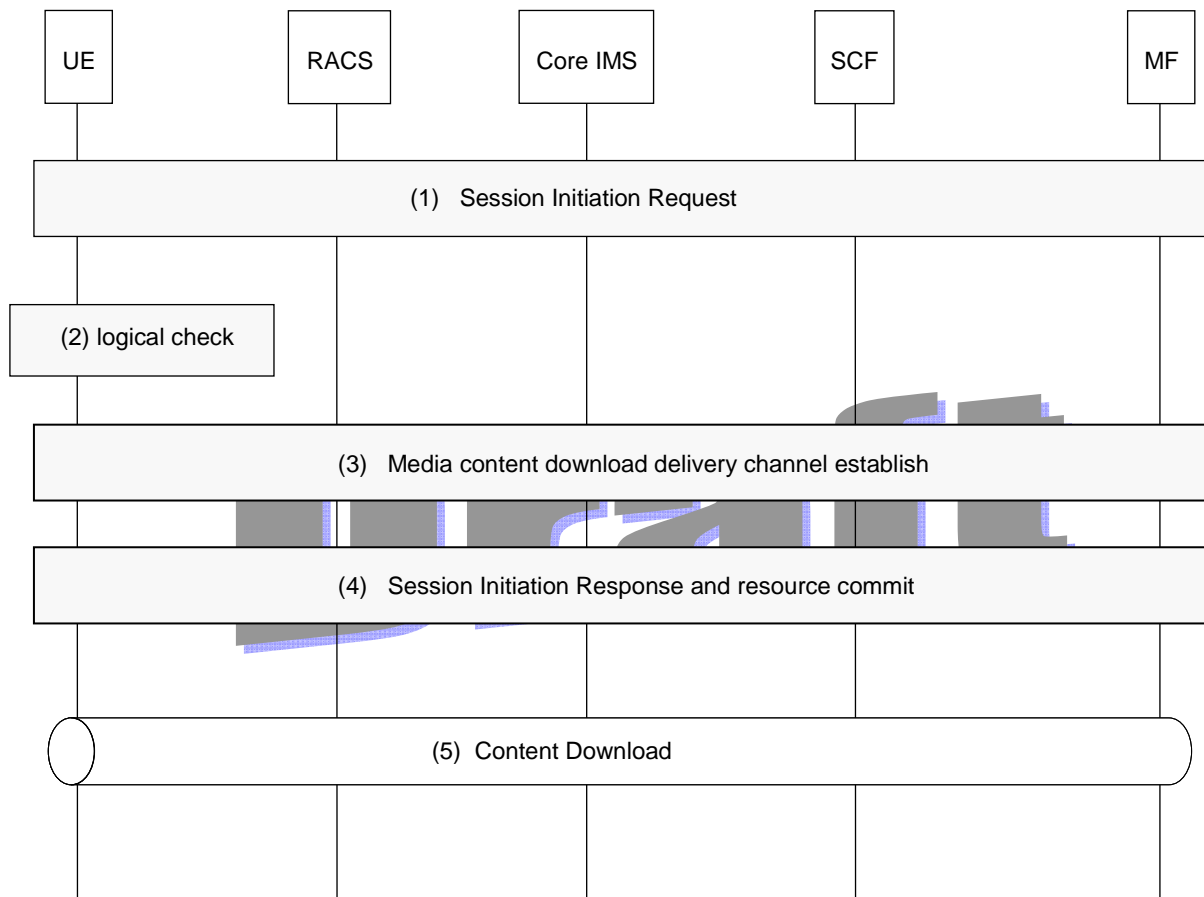 UE
RACS
Core IMS
SCF
MF
(1) Session Initiation Request
(2) logical check
(3) Media content download delivery channel establish
(4) Session Initiation Response and resource commit
(5) Content Download